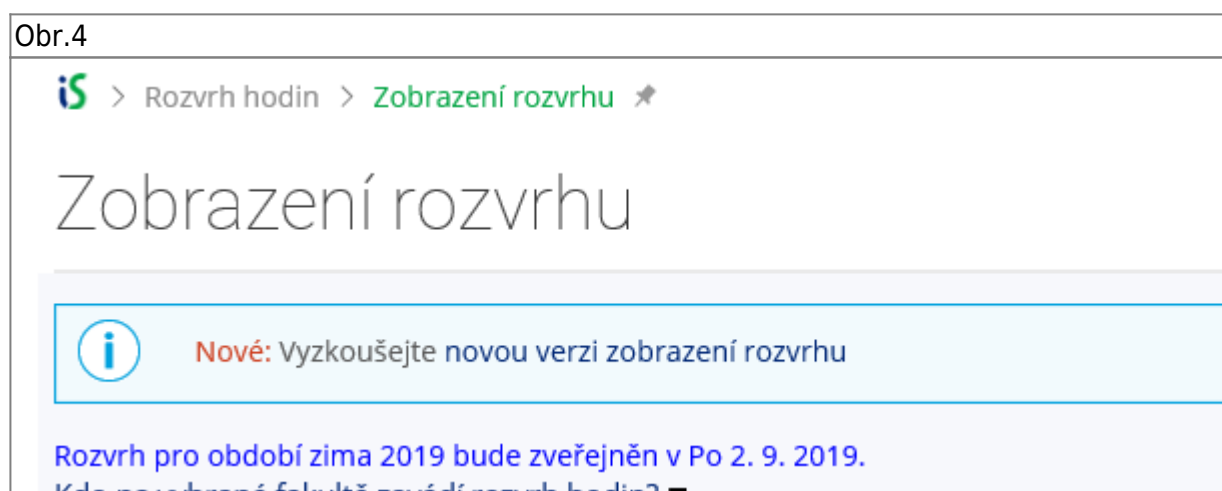 Obr.4
iS > Rozvrh hodin > Zobrazení rozvrhu
Zobrazení rozvrhu
Nové: Vyzkoušejte novou verzi zobrazení rozvrhu
Rozvrh pro období zima 2019 bude zveřejněn v Po 2. 9. 2019.